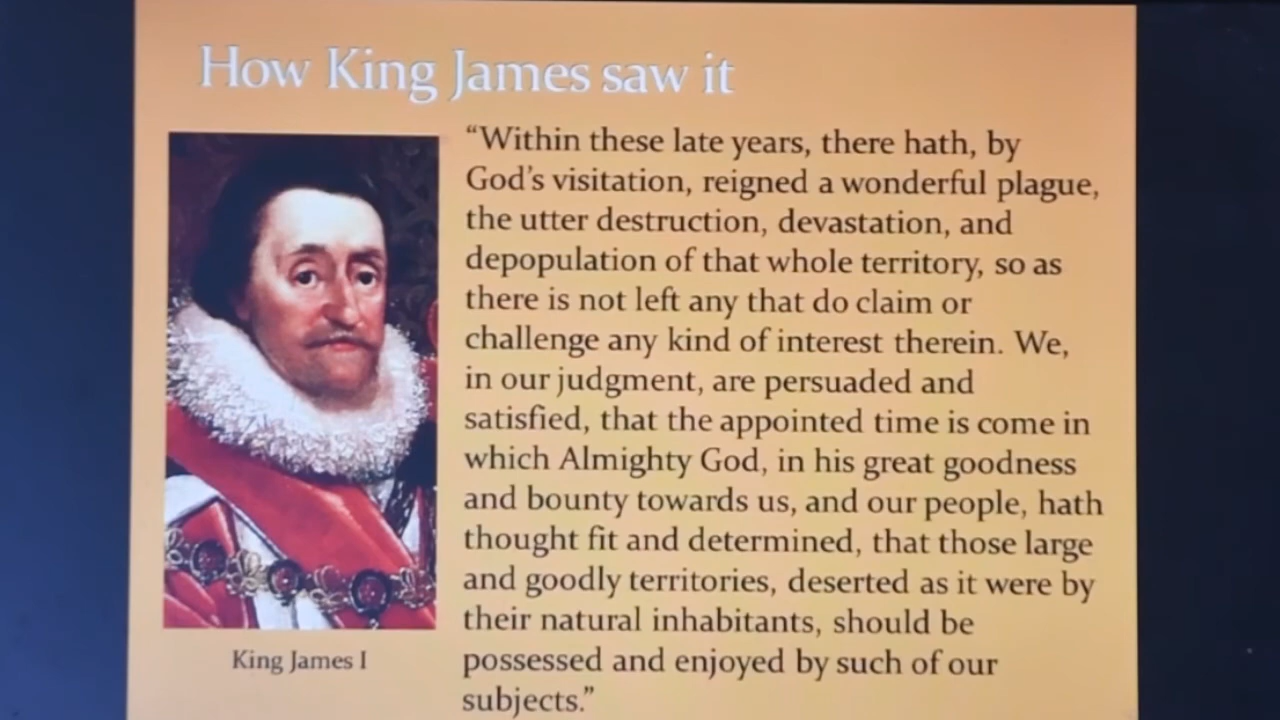 How King James saw it
“Within these late years, there hath, by
God’s visitation, reigned a wonderful plague,
the utter destruction, devastation, and
depopulation of that whole territory, so as
there is not left any that do claim or
challenge any kind of interest therein. We,
in our judgment, are persuaded and
satisfied, that the appointed time is come in
which Almighty God, in his great goodness
and bounty towards us, and our people, hath
thought fit and determined, that those large
and goodly territories, deserted as it were by
their natural inhabitants, should be
possessed and enjoyed by such of our
subjects.”
King James I